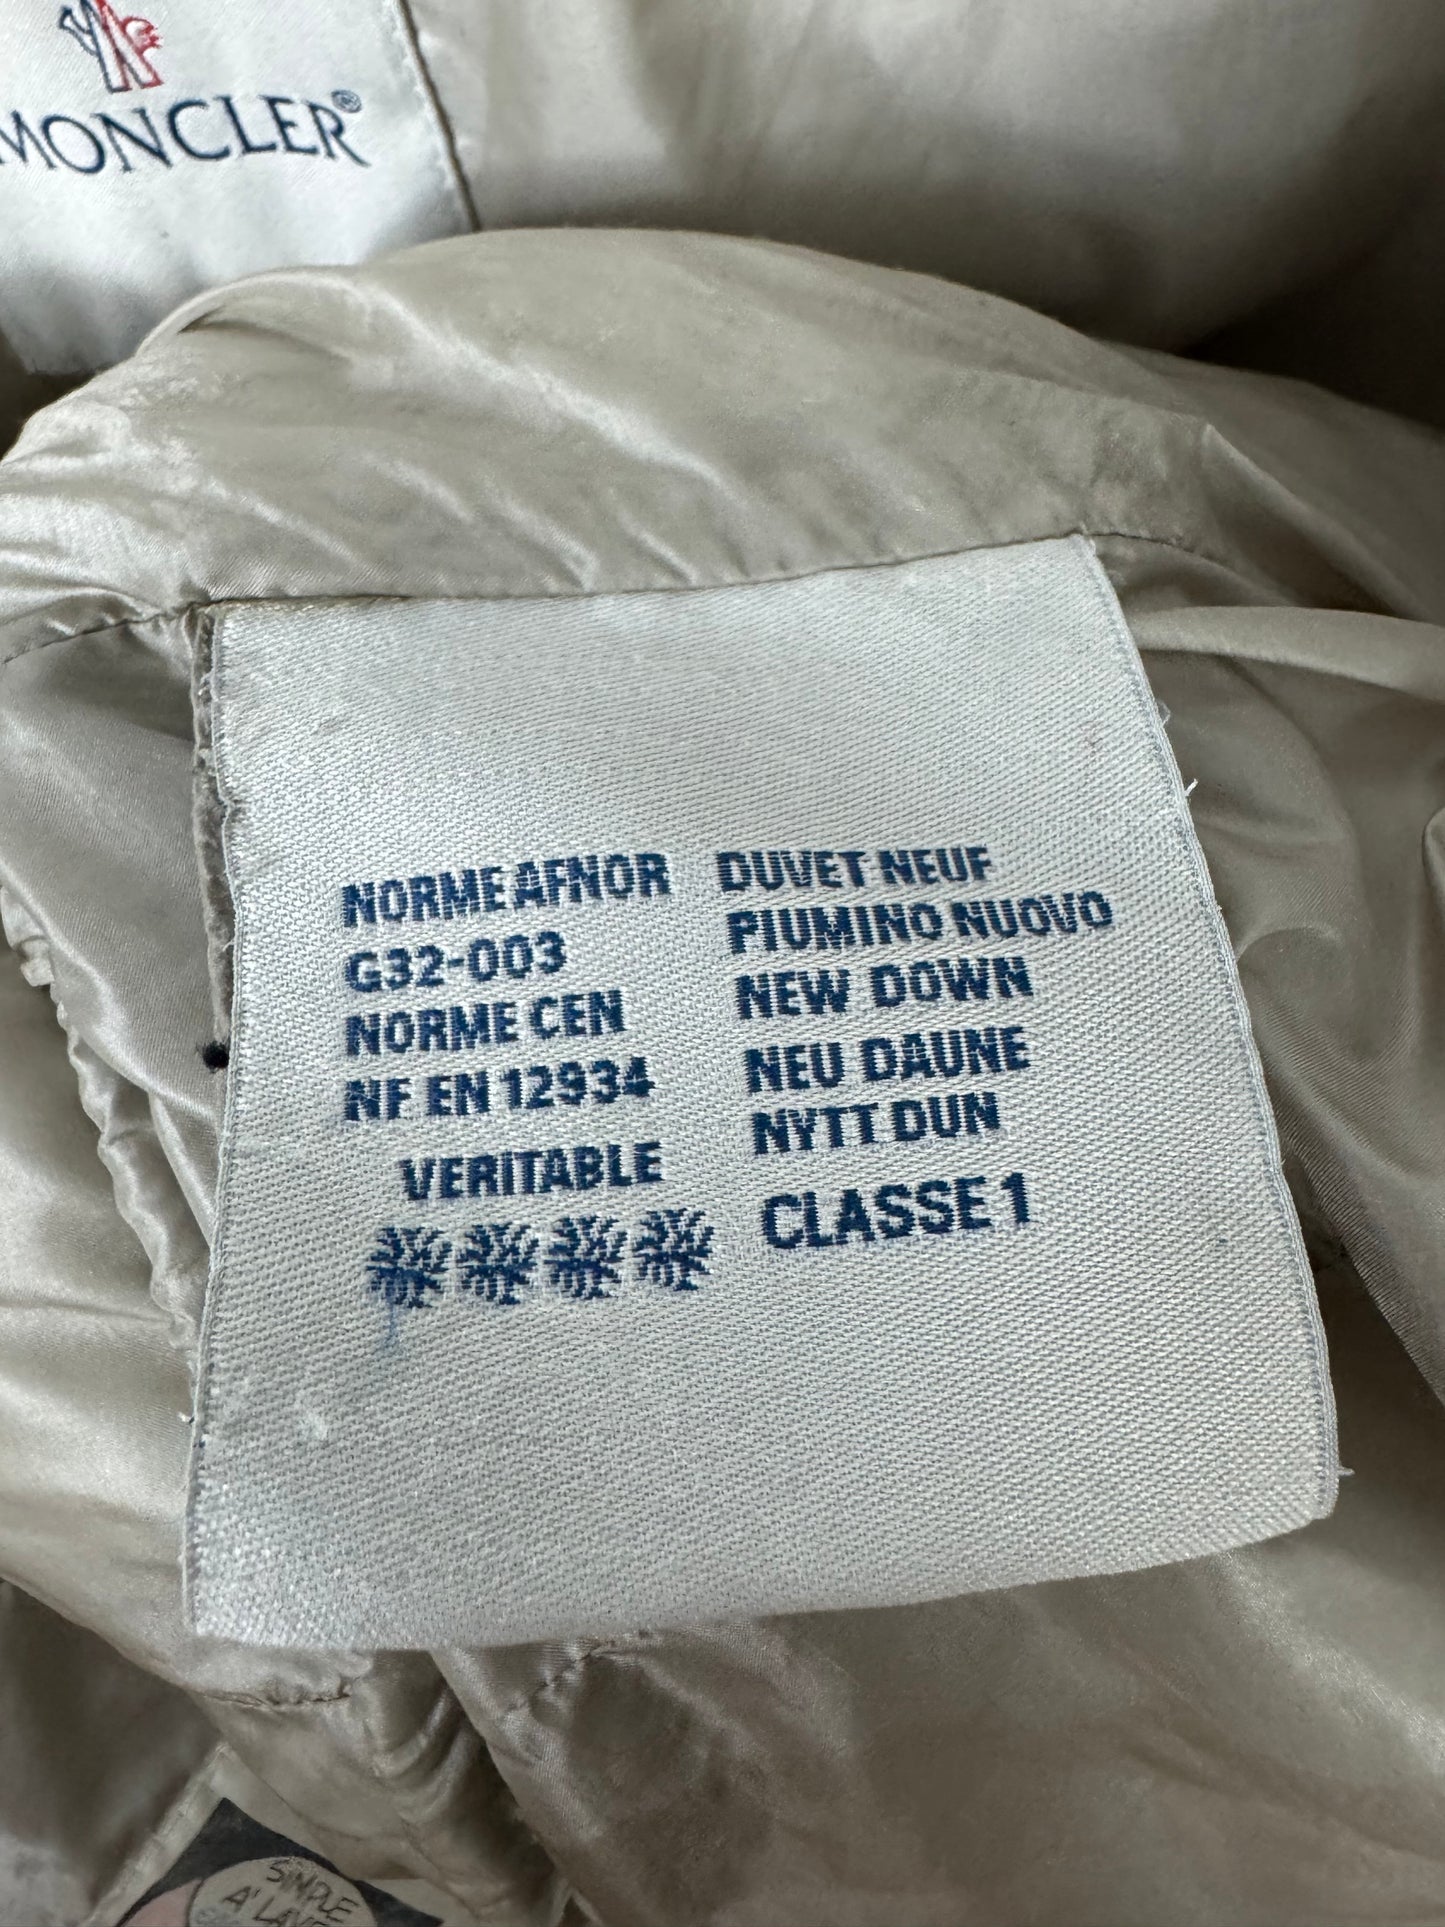 MONCLER®
NORME AFNOR
G32-003
NORME CEN
NF EN 12934
VERITABLE
DUVET NEUF
PIUMINO NUOVO
NEW DOWN
NEU DAUNE
NYTT DUN
CLASSE 1
SIMPLE
A'